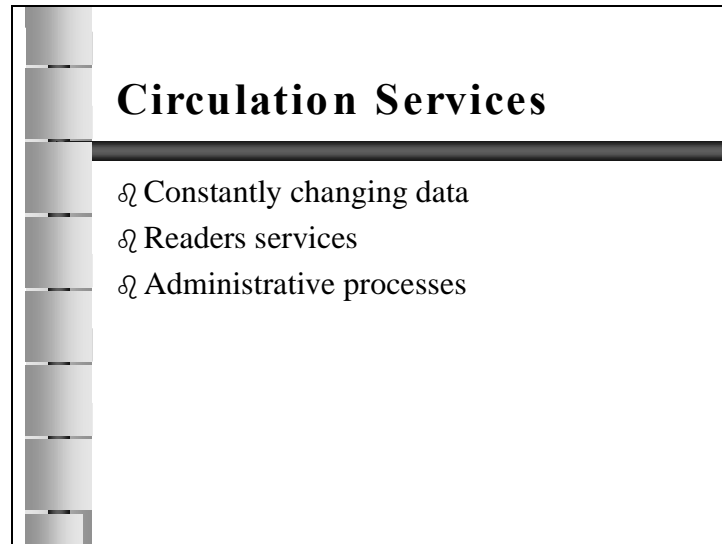 Circulation Services
♌ Constantly changing data
♌ Readers services
♌ Administrative processes